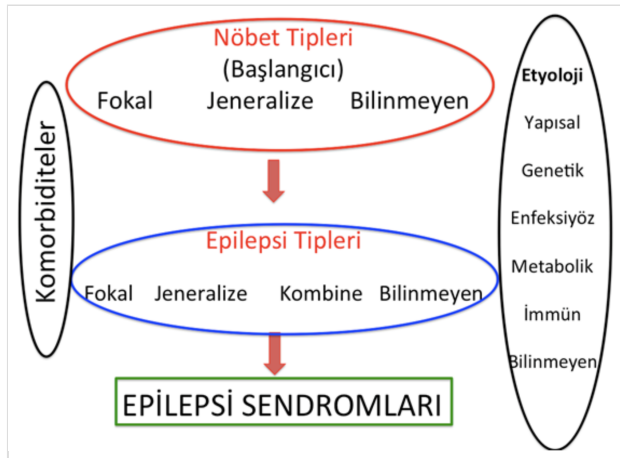 Nöbet Tipleri
(Başlangıcı)
Fokal Jeneralize Bilinmeyen
Komorbiditeler
Epilepsi Tipleri
Fokal Jeneralize Kombine Bilinmeyen
EPİLEPSİ SENDROMLARI
Etyoloji
Yapısal
Genetik
Enfeksiyöz
Metabolik
İmmün
Bilinmeyen